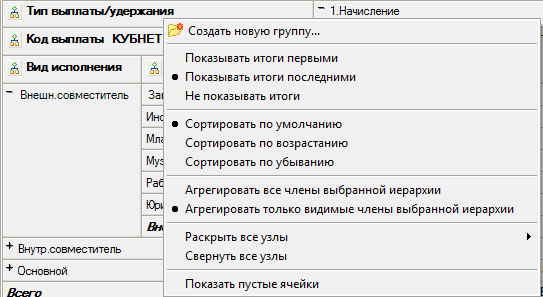 Тип выплаты/удержания
1.Начисление
Код выплаты КУБНЕТ
Вид исполнения
Внешн.совместитель
За
Инс
Мла
Муз
Раб
Юри
Вне
Внутр.совместитель
Основной
Всего
Создать новую группу...
Показывать итоги первыми
Показывать итоги последними
Не показывать итоги
Сортировать по умолчанию
Сортировать по возрастанию
Сортировать по убыванию
Агрегировать все члены выбранной иерархии
Агрегировать только видимые члены выбранной иерархии
Раскрыть все узлы
Свернуть все узлы
Показать пустые ячейки